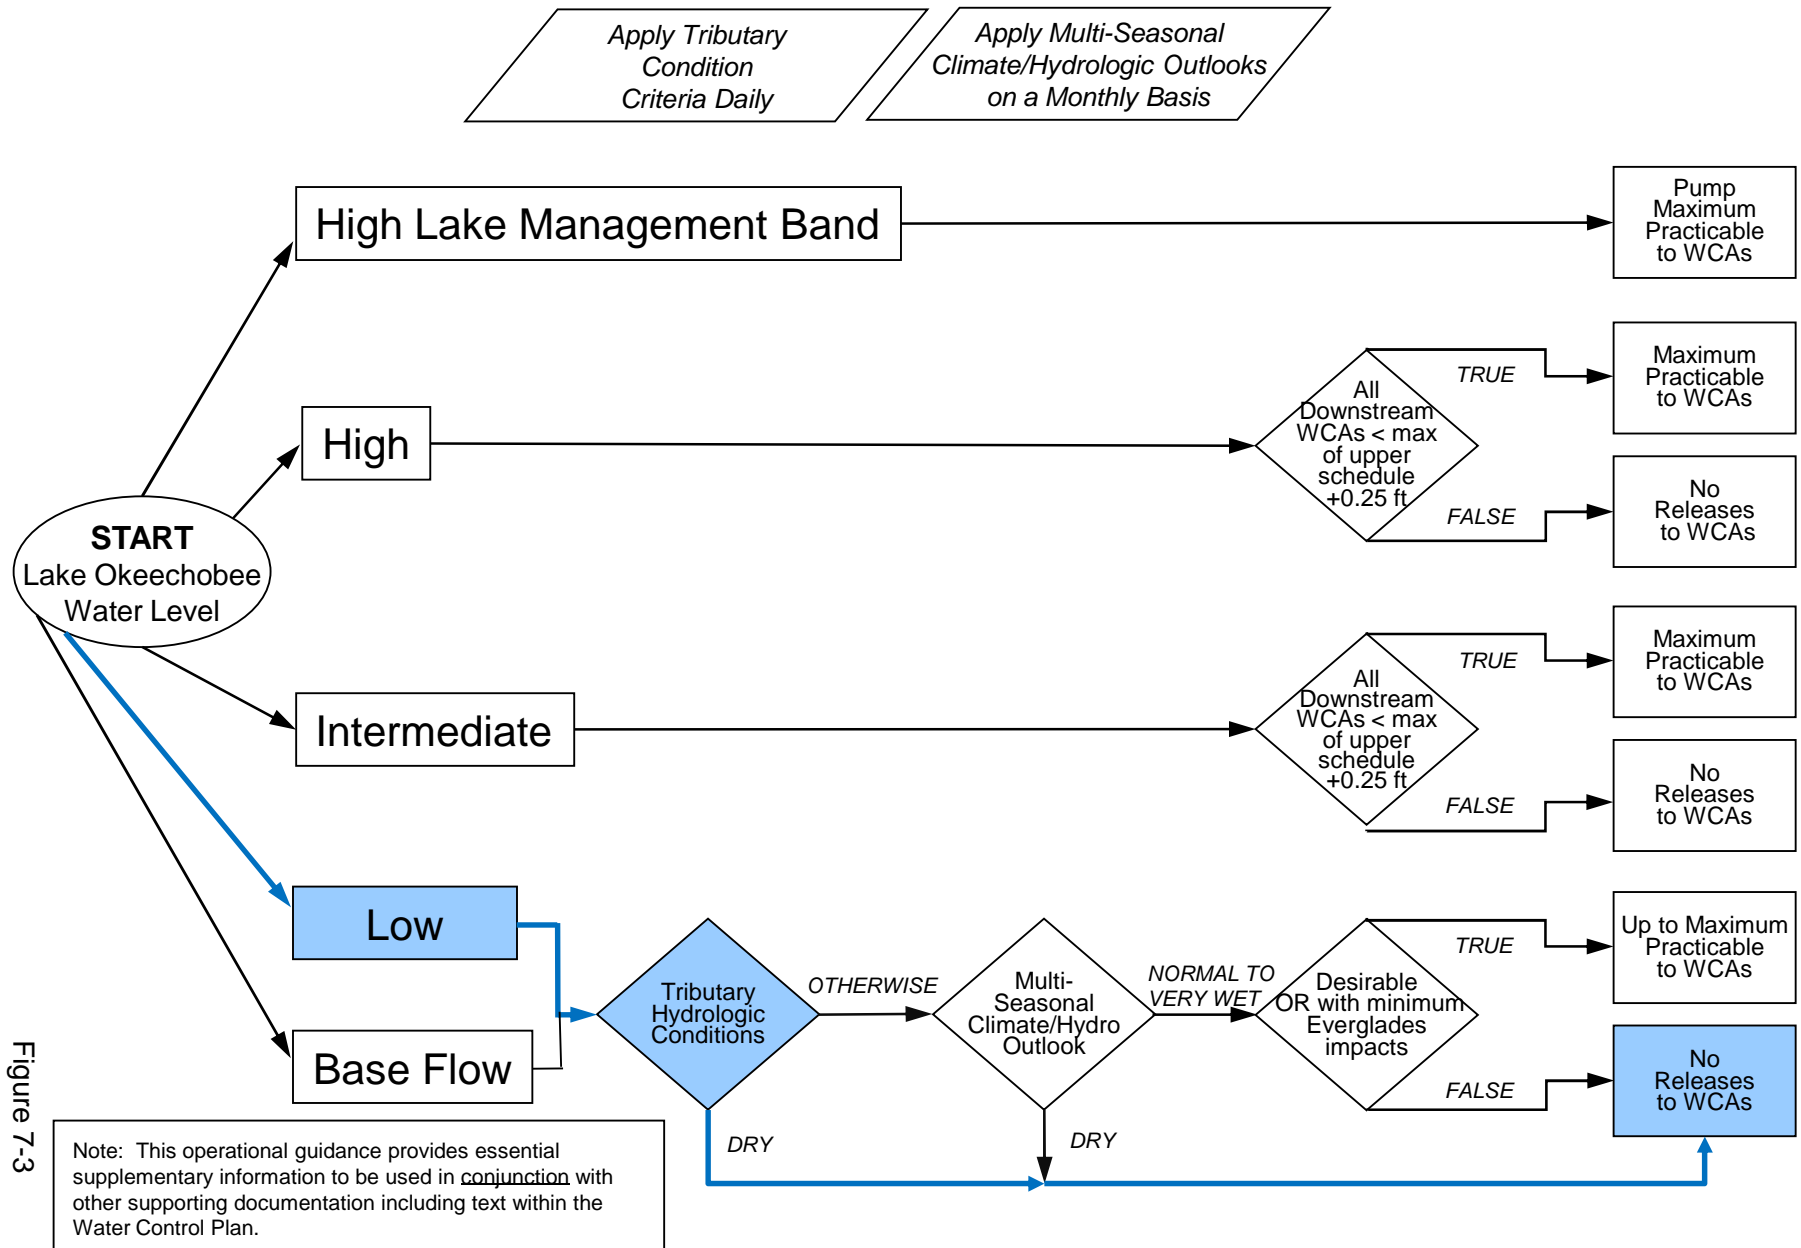 Apply Tributary
Condition
Criteria Daily
Apply Multi-Seasonal
Climate/Hydrologic Outlooks
on a Monthly Basis
High Lake Management Band
Pump
Maximum
Practicable
to WCAs
High
All
Downstream
WCAs < max
of upper
schedule
+0.25 ft
TRUE
Maximum
Practicable
to WCAs
FALSE
No
Releases
to WCAs
START
Lake Okeechobee
Water Level
Intermediate
All
Downstream
WCAs < max
of upper
schedule
+0.25 ft
TRUE
Maximum
Practicable
to WCAs
FALSE
No
Releases
to WCAs
Low
Base Flow
Tributary
Hydrologic
Conditions
OTHERWISE
DRY
Multi-
Seasonal
Climate/Hydro
Outlook
NORMAL TO
VERY WET
DRY
Desirable
OR with minimum
Everglades
impacts
TRUE
Up to Maximum
Practicable
to WCAs
FALSE
No
Releases
to WCAs
Note: This operational guidance provides essential
supplementary information to be used in conjunction with
other supporting documentation including text within the
Water Control Plan.
Figure 7-3